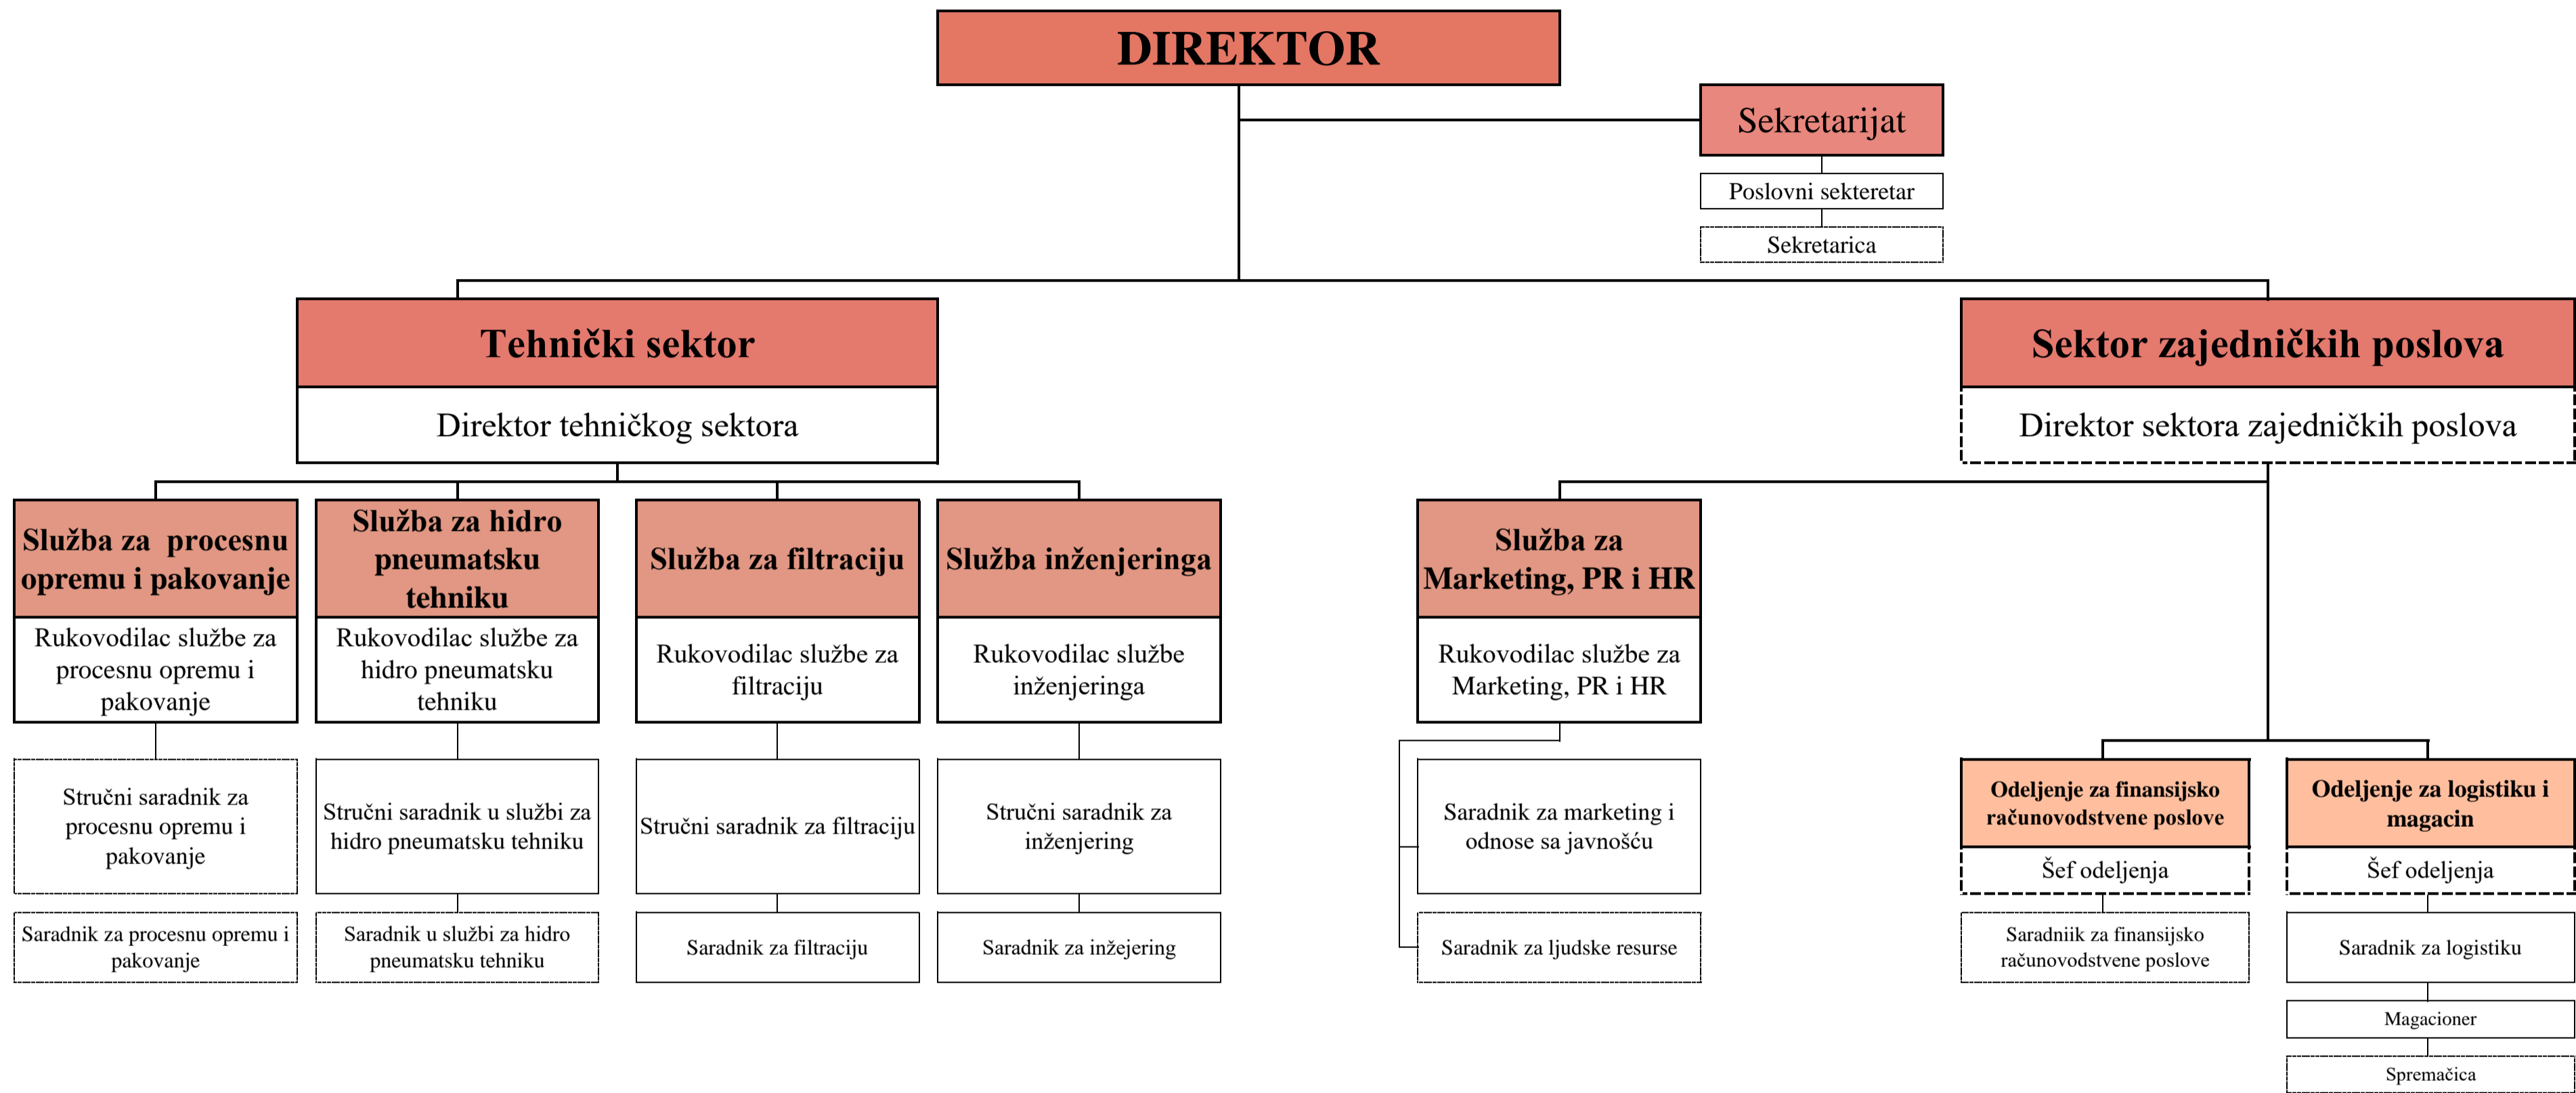 DIREKTOR
Sekretarijat
Poslovni sekteretar
Sekretarica
Tehnički sektor
Direktor tehničkog sektora
Sektor zajedničkih poslova
Direktor sektora zajedničkih poslova
Služba za procesnu
opremu i pakovanje
Rukovodilac službe za
procesnu opremu i
pakovanje
Stručni saradnik za
procesnu opremu i
pakovanje
Saradnik za procesnu opremu i
pakovanje
Služba za hidro
pneumatsku
tehniku
Rukovodilac službe za
hidro pneumatsku
tehniku
Stručni saradnik u službi za
hidro pneumatsku tehniku
Saradnik u službi za hidro
pneumatsku tehniku
Služba za filtraciju
Rukovodilac službe za
filtraciju
Stručni saradnik za filtraciju
Saradnik za filtraciju
Služba inženjeringa
Rukovodilac službe
inženjeringa
Stručni saradnik za
inženjering
Saradnik za inžejering
Služba za
Marketing, PR i HR
Rukovodilac službe za
Marketing, PR i HR
Saradnik za marketing i
odnose sa javnošću
Saradnik za ljudske resurse
Odeljenje za finansijsko
računovodstvene poslove
Šef odeljenja
Saradniik za finansijsko
računovodstvene poslove
Odeljenje za logistiku i
magacin
Šef odeljenja
Saradnik za logistiku
Magacioner
Spremačica